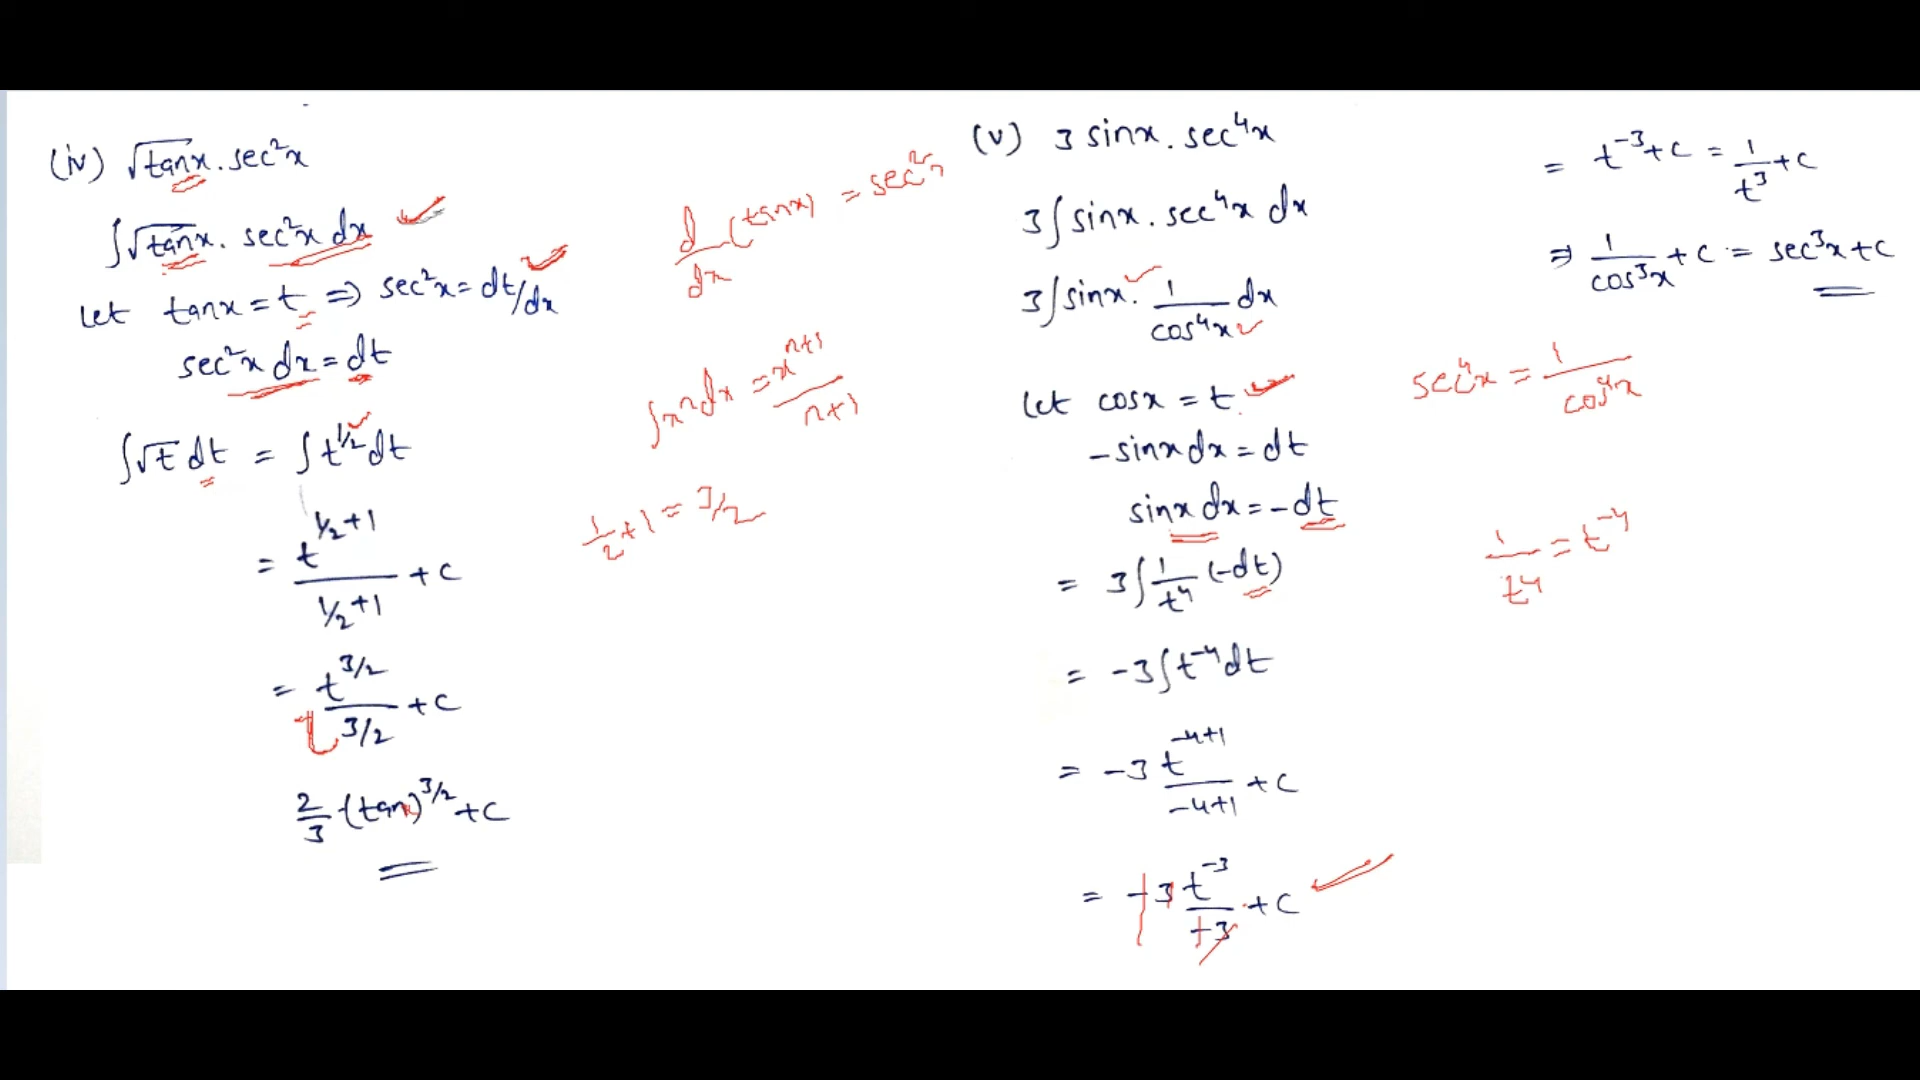 (iv) √tanx . sec²x
∫√tanx . sec²x dx
Let tanx = t ⇒ sec²x = dt/dx
sec²x dx = dt
∫√t dt = ∫ t^1/2 dt
= t^(1/2+1) / (1/2+1) + c
= t^3/2 / 3/2 + c
t
2/3 (tanx)^3/2 + c
d/dx (tanx) = sec²x
∫xⁿdx = x^(n+1) / n+1
1/2 + 1 = 3/2
(v) 3 sinx . sec⁴x
3∫sinx . sec⁴x dx
3∫sinx . 1/cos⁴x dx
Let cosx = t
-sinx dx = dt
sinx dx = -dt
= 3∫ 1/t⁴ (-dt)
= -3∫t⁻⁴dt
= -3 t^(-4+1) / -4+1 + c
= -3 t⁻³ / -3 + c
= t⁻³ + c = 1/t³ + c
⇒ 1/cos³x + c = sec³x + c
sec⁴x = 1/cos⁴x
1/t⁴ = t⁻⁴